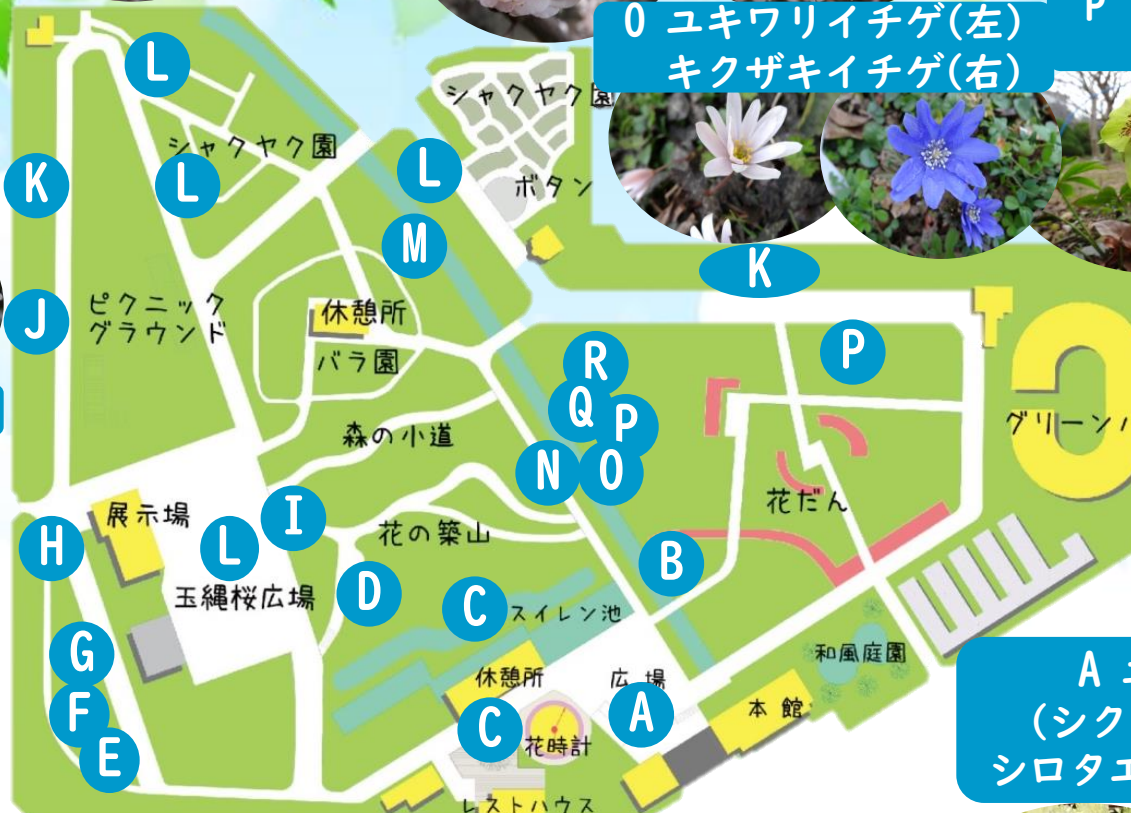 O ユキワリイチゲ(左)
キクザキイチゲ(右)
P
L
シャクヤク園
シャクヤク園
K
L
L
ボタン
M
K
ピクニック
グラウンド
J
休憩所
バラ園
R
P
Q
P
グリーンハ
森の小道
N
O
花だん
展示場
I
H
L
花の築山
B
玉縄桜広場
D
C
スイレン池
G
休憩所
広場
和風庭園
F
C
A
本館
E
花時計
レストハウス
A
(シク
シロタエ